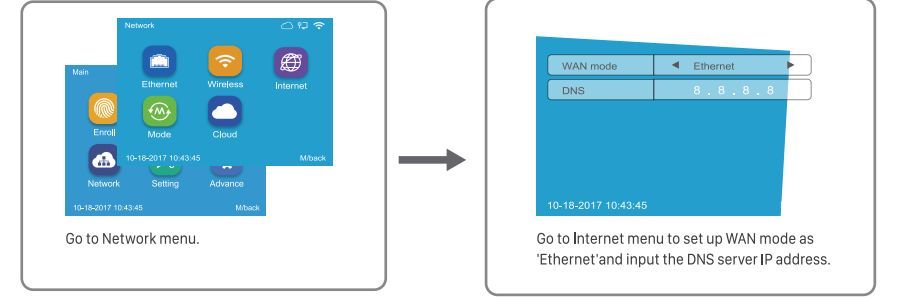 Network
Ethernet
Wireless
Internet
Mode
Cloud
10-18-2017 10:43:45
M/back
Main
Enroll
Network
Setting
Advance
10-18-2017 10:43:45
M/back
Go to Network menu.
WAN mode
Ethernet
DNS
8 . 8 . 8 . 8
10-18-2017 10:43:45
Go to Internet menu to set up WAN mode as
'Ethernet'and input the DNS server IP address.